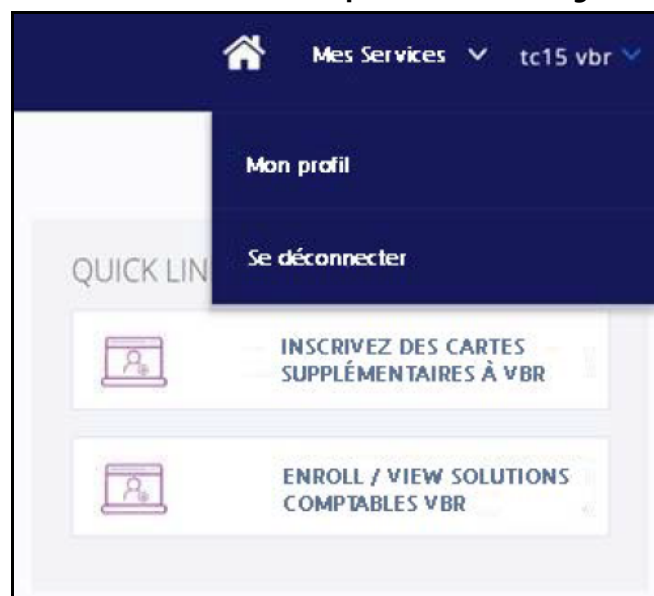 Mes Services tc15 vbr
Mon profil
Se déconnecter
QUICK LIN
INSCRIVEZ DES CARTES
SUPPLÉMENTAIRES À VBR
ENROLL / VIEW SOLUTIONS
COMPTABLES VBR